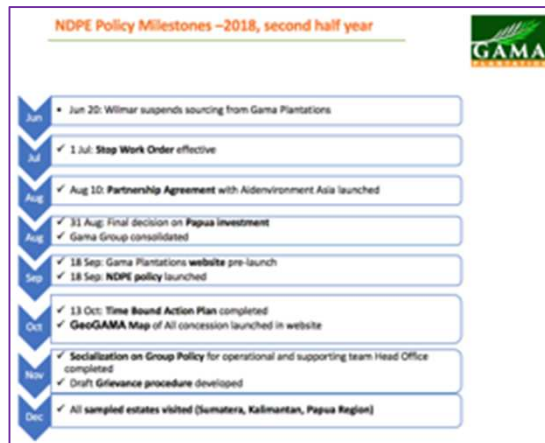 NDPE Policy Milestones –2018, second half year
GAMA
PLANTATION
Jun
• Jun 20: Wilmar suspends sourcing from Gama Plantations
Jul
✓ 1 Jul: Stop Work Order effective
Aug
✓ Aug 10: Partnership Agreement with Aidenvironment Asia launched
Aug
✓ 31 Aug: Final decision on Papua investment
✓ Gama Group consolidated
Sep
✓ 18 Sep: Gama Plantations website pre-launch
✓ 18 Sep: NDPE policy launched
Oct
✓ 13 Oct: Time Bound Action Plan completed
✓ GeoGAMA Map of All concession launched in website
Nov
✓ Socialization on Group Policy for operational and supporting team Head Office
completed
✓ Draft Grievance procedure developed
Dec
✓ All sampled estates visited (Sumatera, Kalimantan, Papua Region)